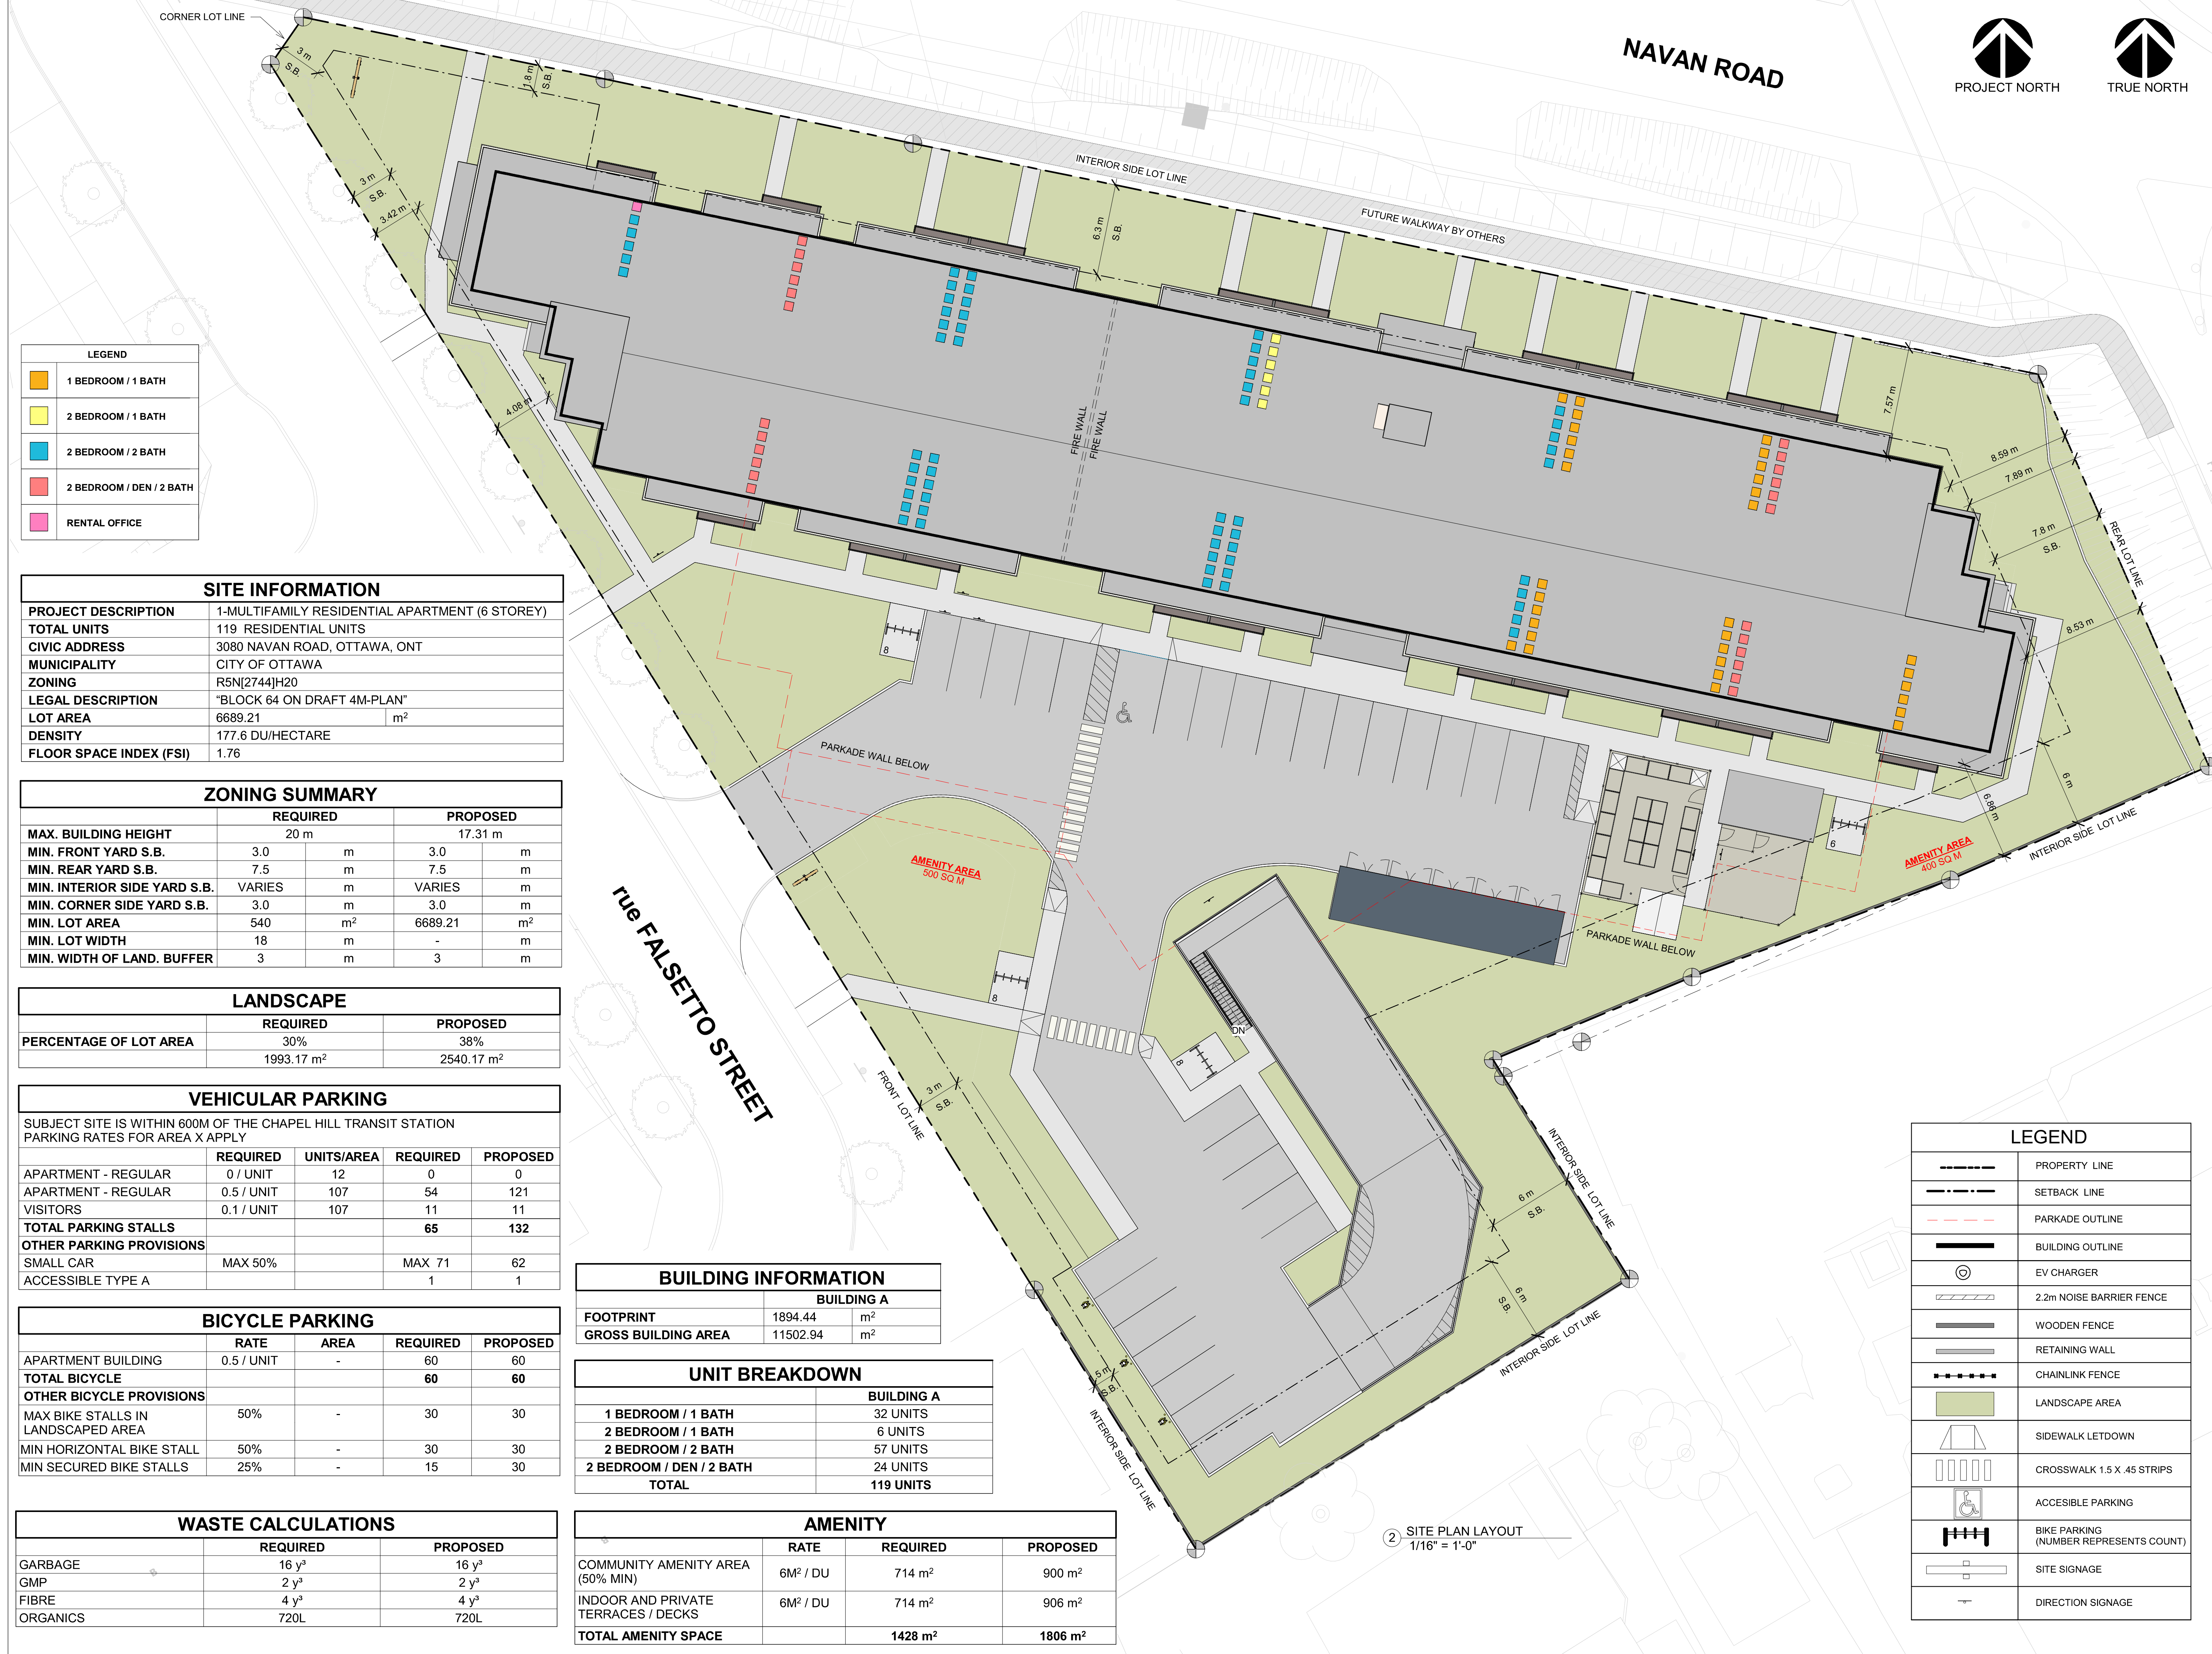 CORNER LOT LINE
NAVAN ROAD
PROJECT NORTH
TRUE NORTH
3 m
S.B.
1.8 m
S.B.
3 m
S.B.
3.42 m
INTERIOR SIDE LOT LINE
FUTURE WALKWAY BY OTHERS
6.3 m
S.B.
4.08 m
FIRE WALL
FIRE WALL
7.57 m
8.59 m
7.69 m
7.8 m
S.B.
REAR LOT LINE
8.53 m
6 m
6.86 m
INTERIOR SIDE LOT LINE
LEGEND
1 BEDROOM / 1 BATH
2 BEDROOM / 1 BATH
2 BEDROOM / 2 BATH
2 BEDROOM / DEN / 2 BATH
RENTAL OFFICE
SITE INFORMATION
PROJECT DESCRIPTION 1-MULTIFAMILY RESIDENTIAL APARTMENT (6 STOREY)
TOTAL UNITS 119 RESIDENTIAL UNITS
CIVIC ADDRESS 3080 NAVAN ROAD, OTTAWA, ONT
MUNICIPALITY CITY OF OTTAWA
ZONING R5N[2744]H20
LEGAL DESCRIPTION “BLOCK 64 ON DRAFT 4M-PLAN”
LOT AREA 6689.21 m²
DENSITY 177.6 DU/HECTARE
FLOOR SPACE INDEX (FSI) 1.76
ZONING SUMMARY
REQUIRED PROPOSED
MAX. BUILDING HEIGHT 20 m 17.31 m
MIN. FRONT YARD S.B. 3.0 m 3.0 m
MIN. REAR YARD S.B. 7.5 m 7.5 m
MIN. INTERIOR SIDE YARD S.B. VARIES m VARIES m
MIN. CORNER SIDE YARD S.B. 3.0 m 3.0 m
MIN. LOT AREA 540 m² 6689.21 m²
MIN. LOT WIDTH 18 m - m
MIN. WIDTH OF LAND. BUFFER 3 m 3 m
LANDSCAPE
REQUIRED PROPOSED
PERCENTAGE OF LOT AREA 30% 38%
1993.17 m² 2540.17 m²
VEHICULAR PARKING
SUBJECT SITE IS WITHIN 600M OF THE CHAPEL HILL TRANSIT STATION
PARKING RATES FOR AREA X APPLY
REQUIRED UNITS/AREA REQUIRED PROPOSED
APARTMENT - REGULAR 0 / UNIT 12 0 0
APARTMENT - REGULAR 0.5 / UNIT 107 54 121
VISITORS 0.1 / UNIT 107 11 11
TOTAL PARKING STALLS 65 132
OTHER PARKING PROVISIONS
SMALL CAR MAX 50% MAX 71 62
ACCESSIBLE TYPE A 1 1
BICYCLE PARKING
RATE AREA REQUIRED PROPOSED
APARTMENT BUILDING 0.5 / UNIT - 60 60
TOTAL BICYCLE 60 60
OTHER BICYCLE PROVISIONS
MAX BIKE STALLS IN 50% - 30 30
LANDSCAPED AREA
MIN HORIZONTAL BIKE STALL 50% - 30 30
MIN SECURED BIKE STALLS 25% - 15 30
WASTE CALCULATIONS
REQUIRED PROPOSED
GARBAGE 16 y³ 16 y³
GMP 2 y³ 2 y³
FIBRE 4 y³ 4 y³
ORGANICS 720L 720L
8
PARKADE WALL BELOW
AMENITY AREA
500 SQ M
8
rue FALSETTO STREET
FRONT LOT LINE
3 m
S.B.
DN
8
6
AMENITY AREA
400 SQ M
PARKADE WALL BELOW
INTERIOR SIDE LOT LINE
6 m
S.B.
6 m
S.B.
INTERIOR SIDE LOT LINE
.5 m
S.B.
INTERIOR SIDE LOT LINE
BUILDING INFORMATION
BUILDING A
FOOTPRINT 1894.44 m²
GROSS BUILDING AREA 11502.94 m²
UNIT BREAKDOWN
BUILDING A
1 BEDROOM / 1 BATH 32 UNITS
2 BEDROOM / 1 BATH 6 UNITS
2 BEDROOM / 2 BATH 57 UNITS
2 BEDROOM / DEN / 2 BATH 24 UNITS
TOTAL 119 UNITS
AMENITY
RATE REQUIRED PROPOSED
COMMUNITY AMENITY AREA 6M² / DU 714 m² 900 m²
(50% MIN)
INDOOR AND PRIVATE 6M² / DU 714 m² 906 m²
TERRACES / DECKS
TOTAL AMENITY SPACE 1428 m² 1806 m²
2 SITE PLAN LAYOUT
1/16" = 1'-0"
LEGEND
PROPERTY LINE
SETBACK LINE
PARKADE OUTLINE
BUILDING OUTLINE
EV CHARGER
2.2m NOISE BARRIER FENCE
WOODEN FENCE
RETAINING WALL
CHAINLINK FENCE
LANDSCAPE AREA
SIDEWALK LETDOWN
CROSSWALK 1.5 X .45 STRIPS
ACCESIBLE PARKING
BIKE PARKING
(NUMBER REPRESENTS COUNT)
SITE SIGNAGE
DIRECTION SIGNAGE